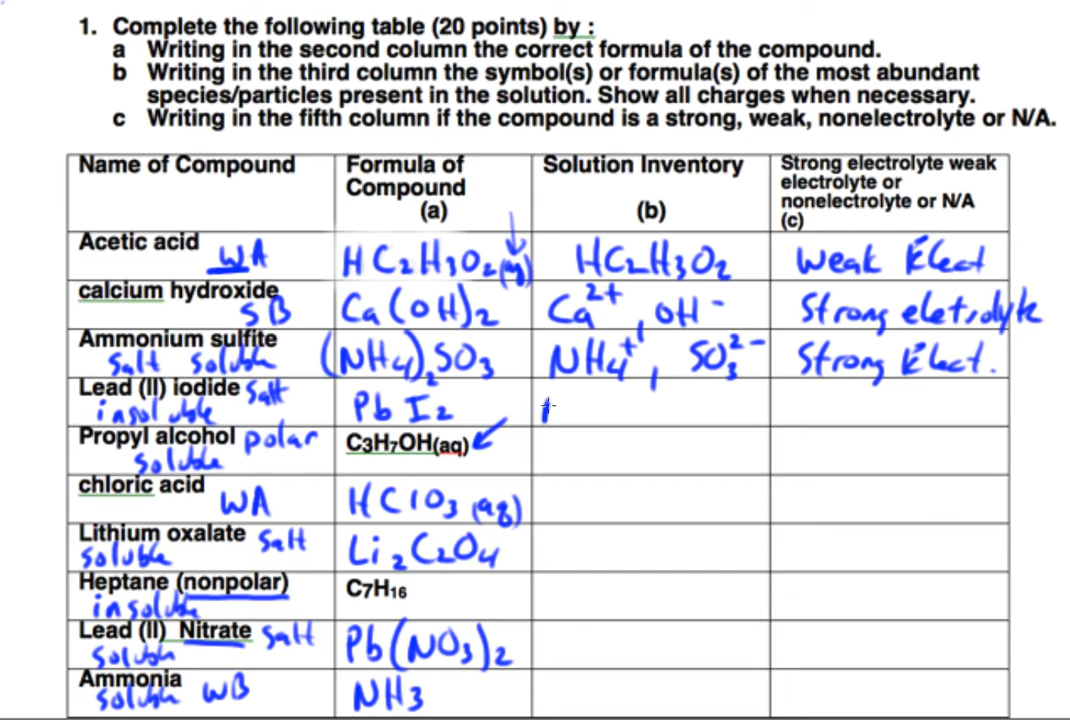 1. Complete the following table (20 points) by :
a Writing in the second column the correct formula of the compound.
b Writing in the third column the symbol(s) or formula(s) of the most abundant
species/particles present in the solution. Show all charges when necessary.
c Writing in the fifth column if the compound is a strong, weak, nonelectrolyte or N/A.
Name of Compound
Formula of
Compound
(a)
Solution Inventory
(b)
Strong electrolyte weak
electrolyte or
nonelectrolyte or N/A
(c)
Acetic acid WA HC2H3O2(aq) HC2H3O2 Weak Elect
calcium hydroxide
SB Ca(OH)2 Ca2+, OH- Strong eletrolyte
Ammonium sulfite
Salt soluble (NH4)2SO3 NH4+, SO32- Strong Elect.
Lead (II) iodide Salt
insoluble PbI2
Propyl alcohol polar C3H7OH(aq)
soluble
chloric acid
WA HClO3(aq)
Lithium oxalate Salt
soluble Li2C2O4
Heptane (nonpolar) C7H16
insoluble
Lead (II) Nitrate Salt
soluble Pb(NO3)2
Ammonia
soluble WB NH3